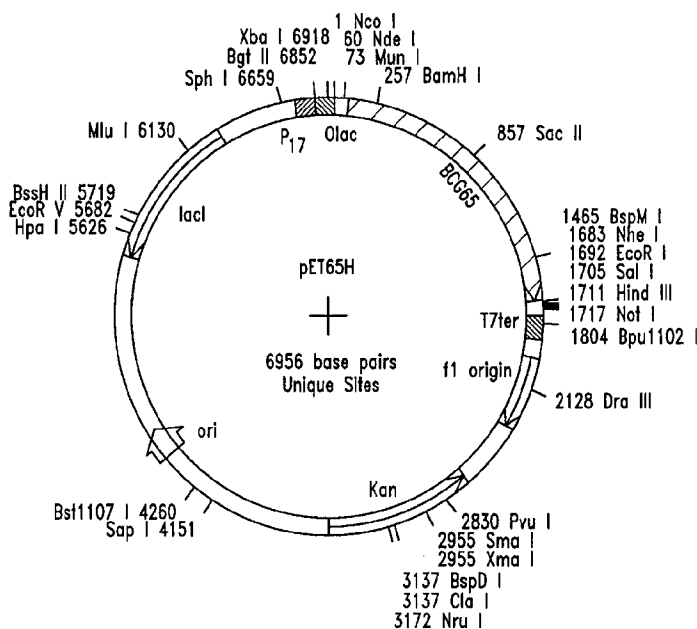 1 Nco I
Xba I 6918
60 Nde I
Bgt II 6852
73 Mun I
Sph I 6659
257 BamH I
Mlu I 6130
P17
Olac
857 Sac II
BCG65
BssH II 5719
EcoR V 5682
Hpa I 5626
lacI
1465 BspM I
1683 Nhe I
1692 EcoR I
1705 Sal I
1711 Hind III
1717 Not I
1804 Bpu1102 I
pET65H
T7ter
6956 base pairs
Unique Sites
f1 origin
2128 Dra III
ori
Kan
Bst1107 I 4260
Sap I 4151
2830 Pvu I
2955 Sma I
2955 Xma I
3137 BspD I
3137 Cla I
3172 Nru I